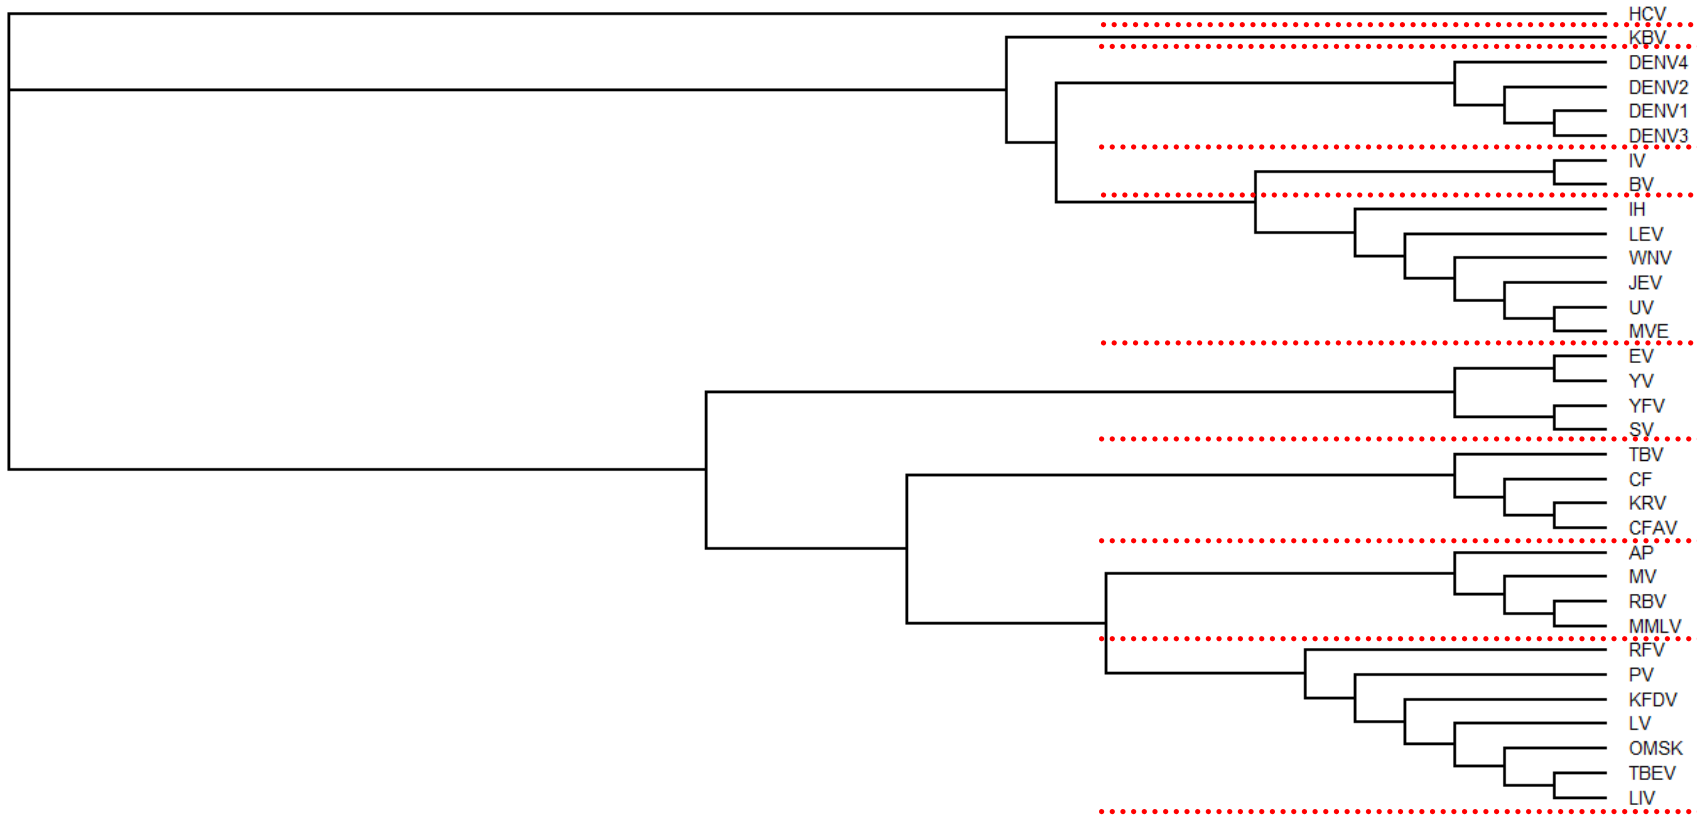 HCV
KBV
DENV4
DENV2
DENV1
DENV3
IV
BV
IH
LEV
WNV
JEV
UV
MVE
EV
YV
YFV
SV
TBV
CF
KRV
CFAV
AP
MV
RBV
MMLV
RFV
PV
KFDV
LV
OMSK
TBEV
LIV